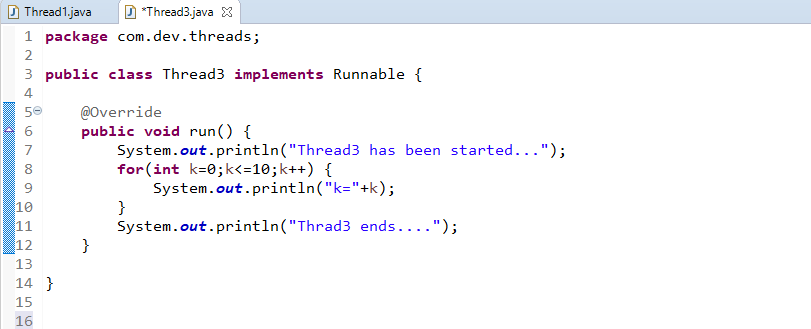 Thread1.java *Thread3.java
1 package com.dev.threads;
2
3 public class Thread3 implements Runnable {
4
5 @Override
6 public void run() {
7 System.out.println("Thread3 has been started...");
8 for(int k=0;k<=10;k++) {
9 System.out.println("k="+k);
10 }
11 System.out.println("Thrad3 ends....");
12 }
13
14 }
15
16